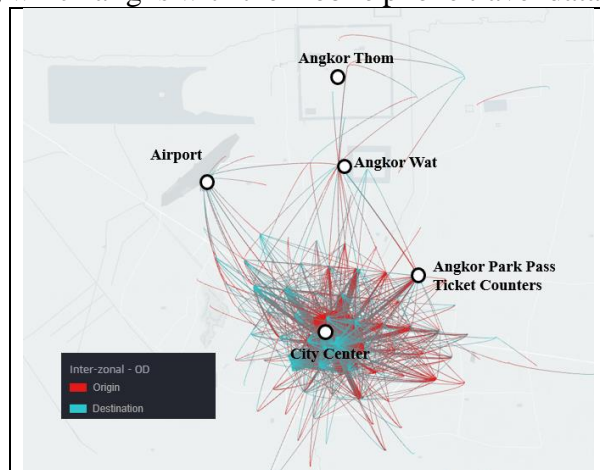 Angkor Thom
Airport
Angkor Wat
Angkor Park Pass
Ticket Counters
City Center
Inter-zonal - OD
Origin
Destination